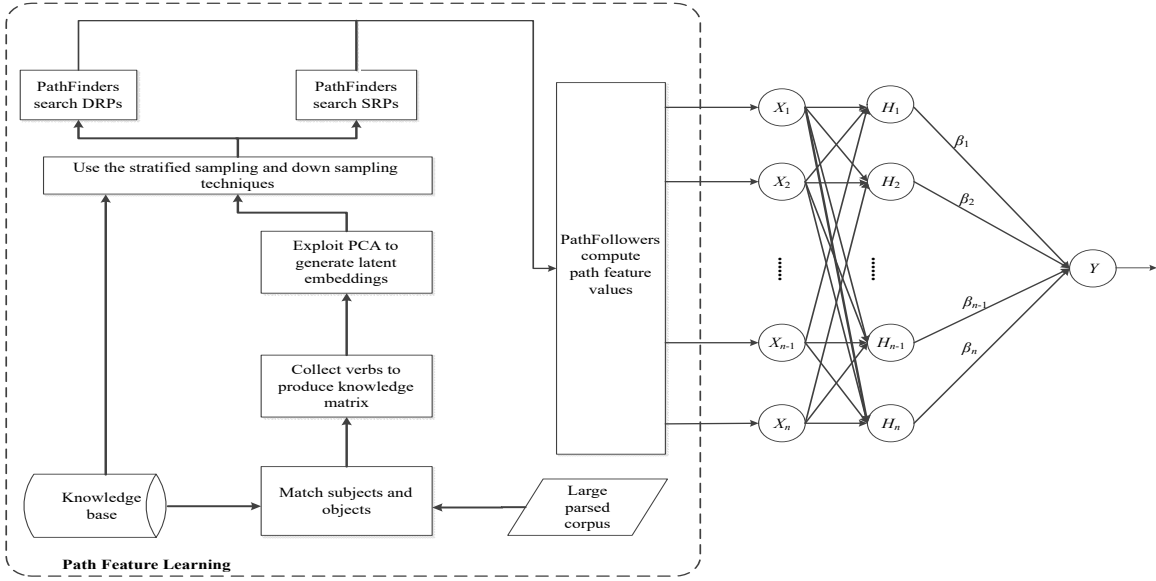 PathFinders
search DRPs
PathFinders
search SRPs
Use the stratified sampling and down sampling
techniques
Exploit PCA to
generate latent
embeddings
Collect verbs to
produce knowledge
matrix
Match subjects and
objects
Knowledge
base
Large
parsed
corpus
Path Feature Learning
PathFollowers
compute
path feature
values
X1
X2
Xn-1
Xn
H1
H2
Hn-1
Hn
β1
β2
βn-1
βn
Y